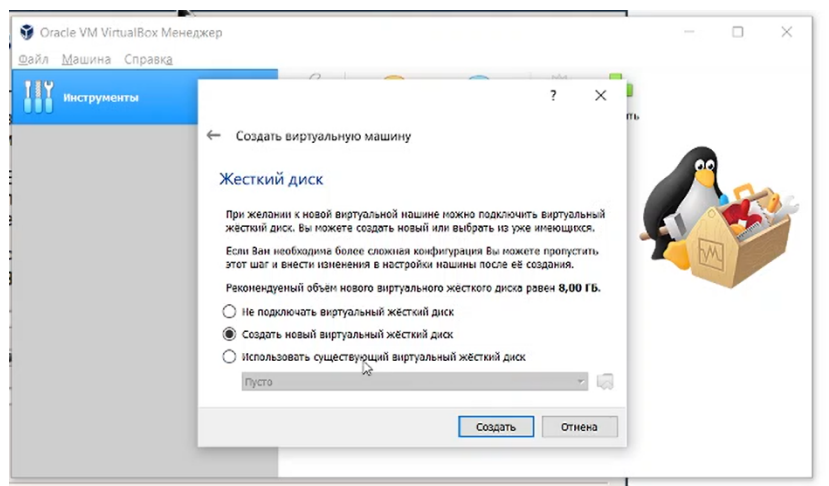 Oracle VM VirtualBox Менеджер
Файл Машина Справка
Инструменты
?
Создать виртуальную машину
ть
Жесткий диск
При желании к новой виртуальной машине можно подключить виртуальный
жёсткий диск. Вы можете создать новый или выбрать из уже имеющихся.
Если Вам необходима более сложная конфигурация Вы можете пропустить
этот шаг и внести изменения в настройки машины после её создания.
Рекомендуемый объём нового виртуального жёсткого диска равен 8,00 ГБ.
Не подключать виртуальный жёсткий диск
Создать новый виртуальный жёсткий диск
Использовать существующий виртуальный жёсткий диск
Пусто
Создать Отмена